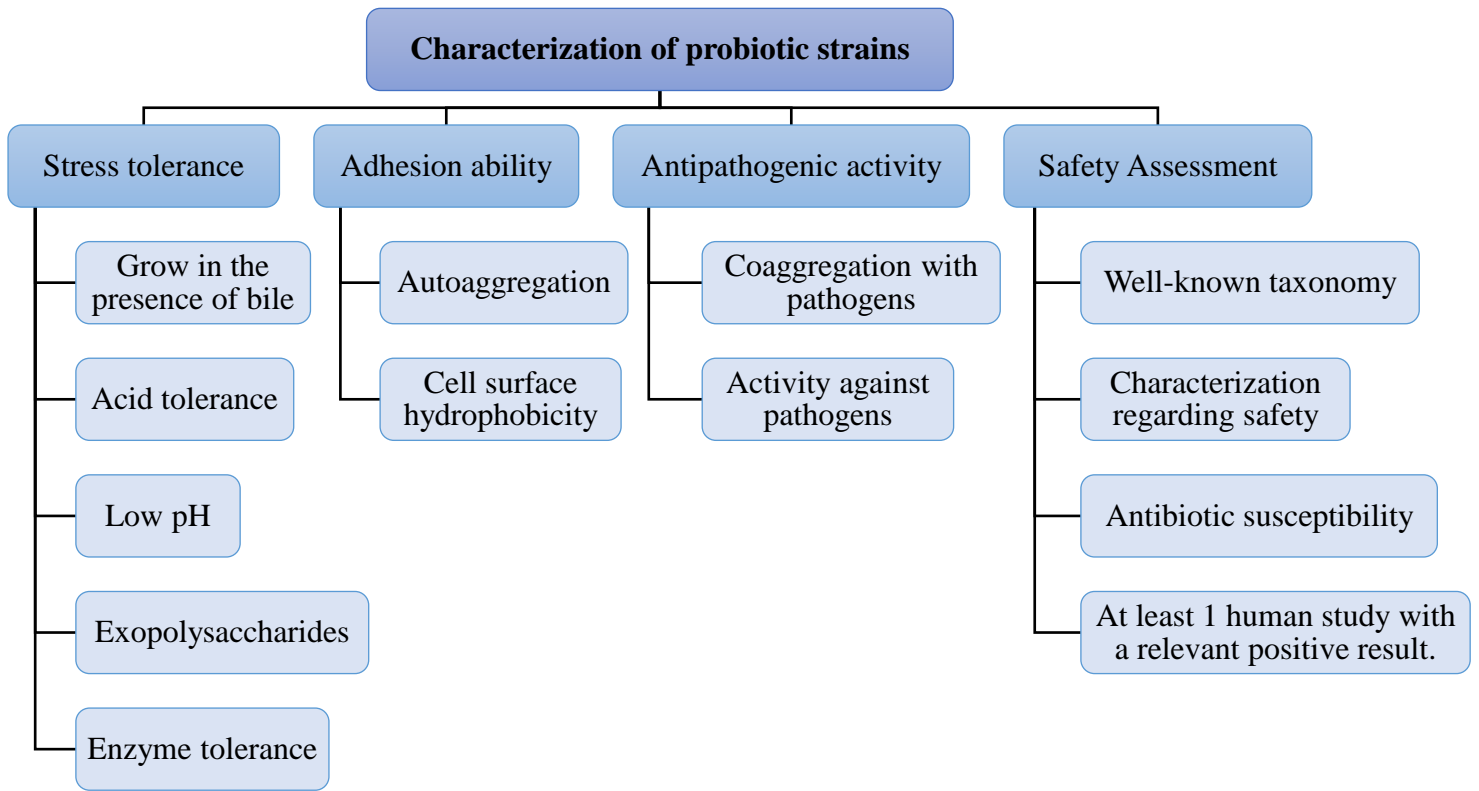 Characterization of probiotic strains
Stress tolerance
Grow in the
presence of bile
Acid tolerance
Low pH
Exopolysaccharides
Enzyme tolerance
Adhesion ability
Autoaggregation
Cell surface
hydrophobicity
Antipathogenic activity
Coaggregation with
pathogens
Activity against
pathogens
Safety Assessment
Well-known taxonomy
Characterization
regarding safety
Antibiotic susceptibility
At least 1 human study with
a relevant positive result.